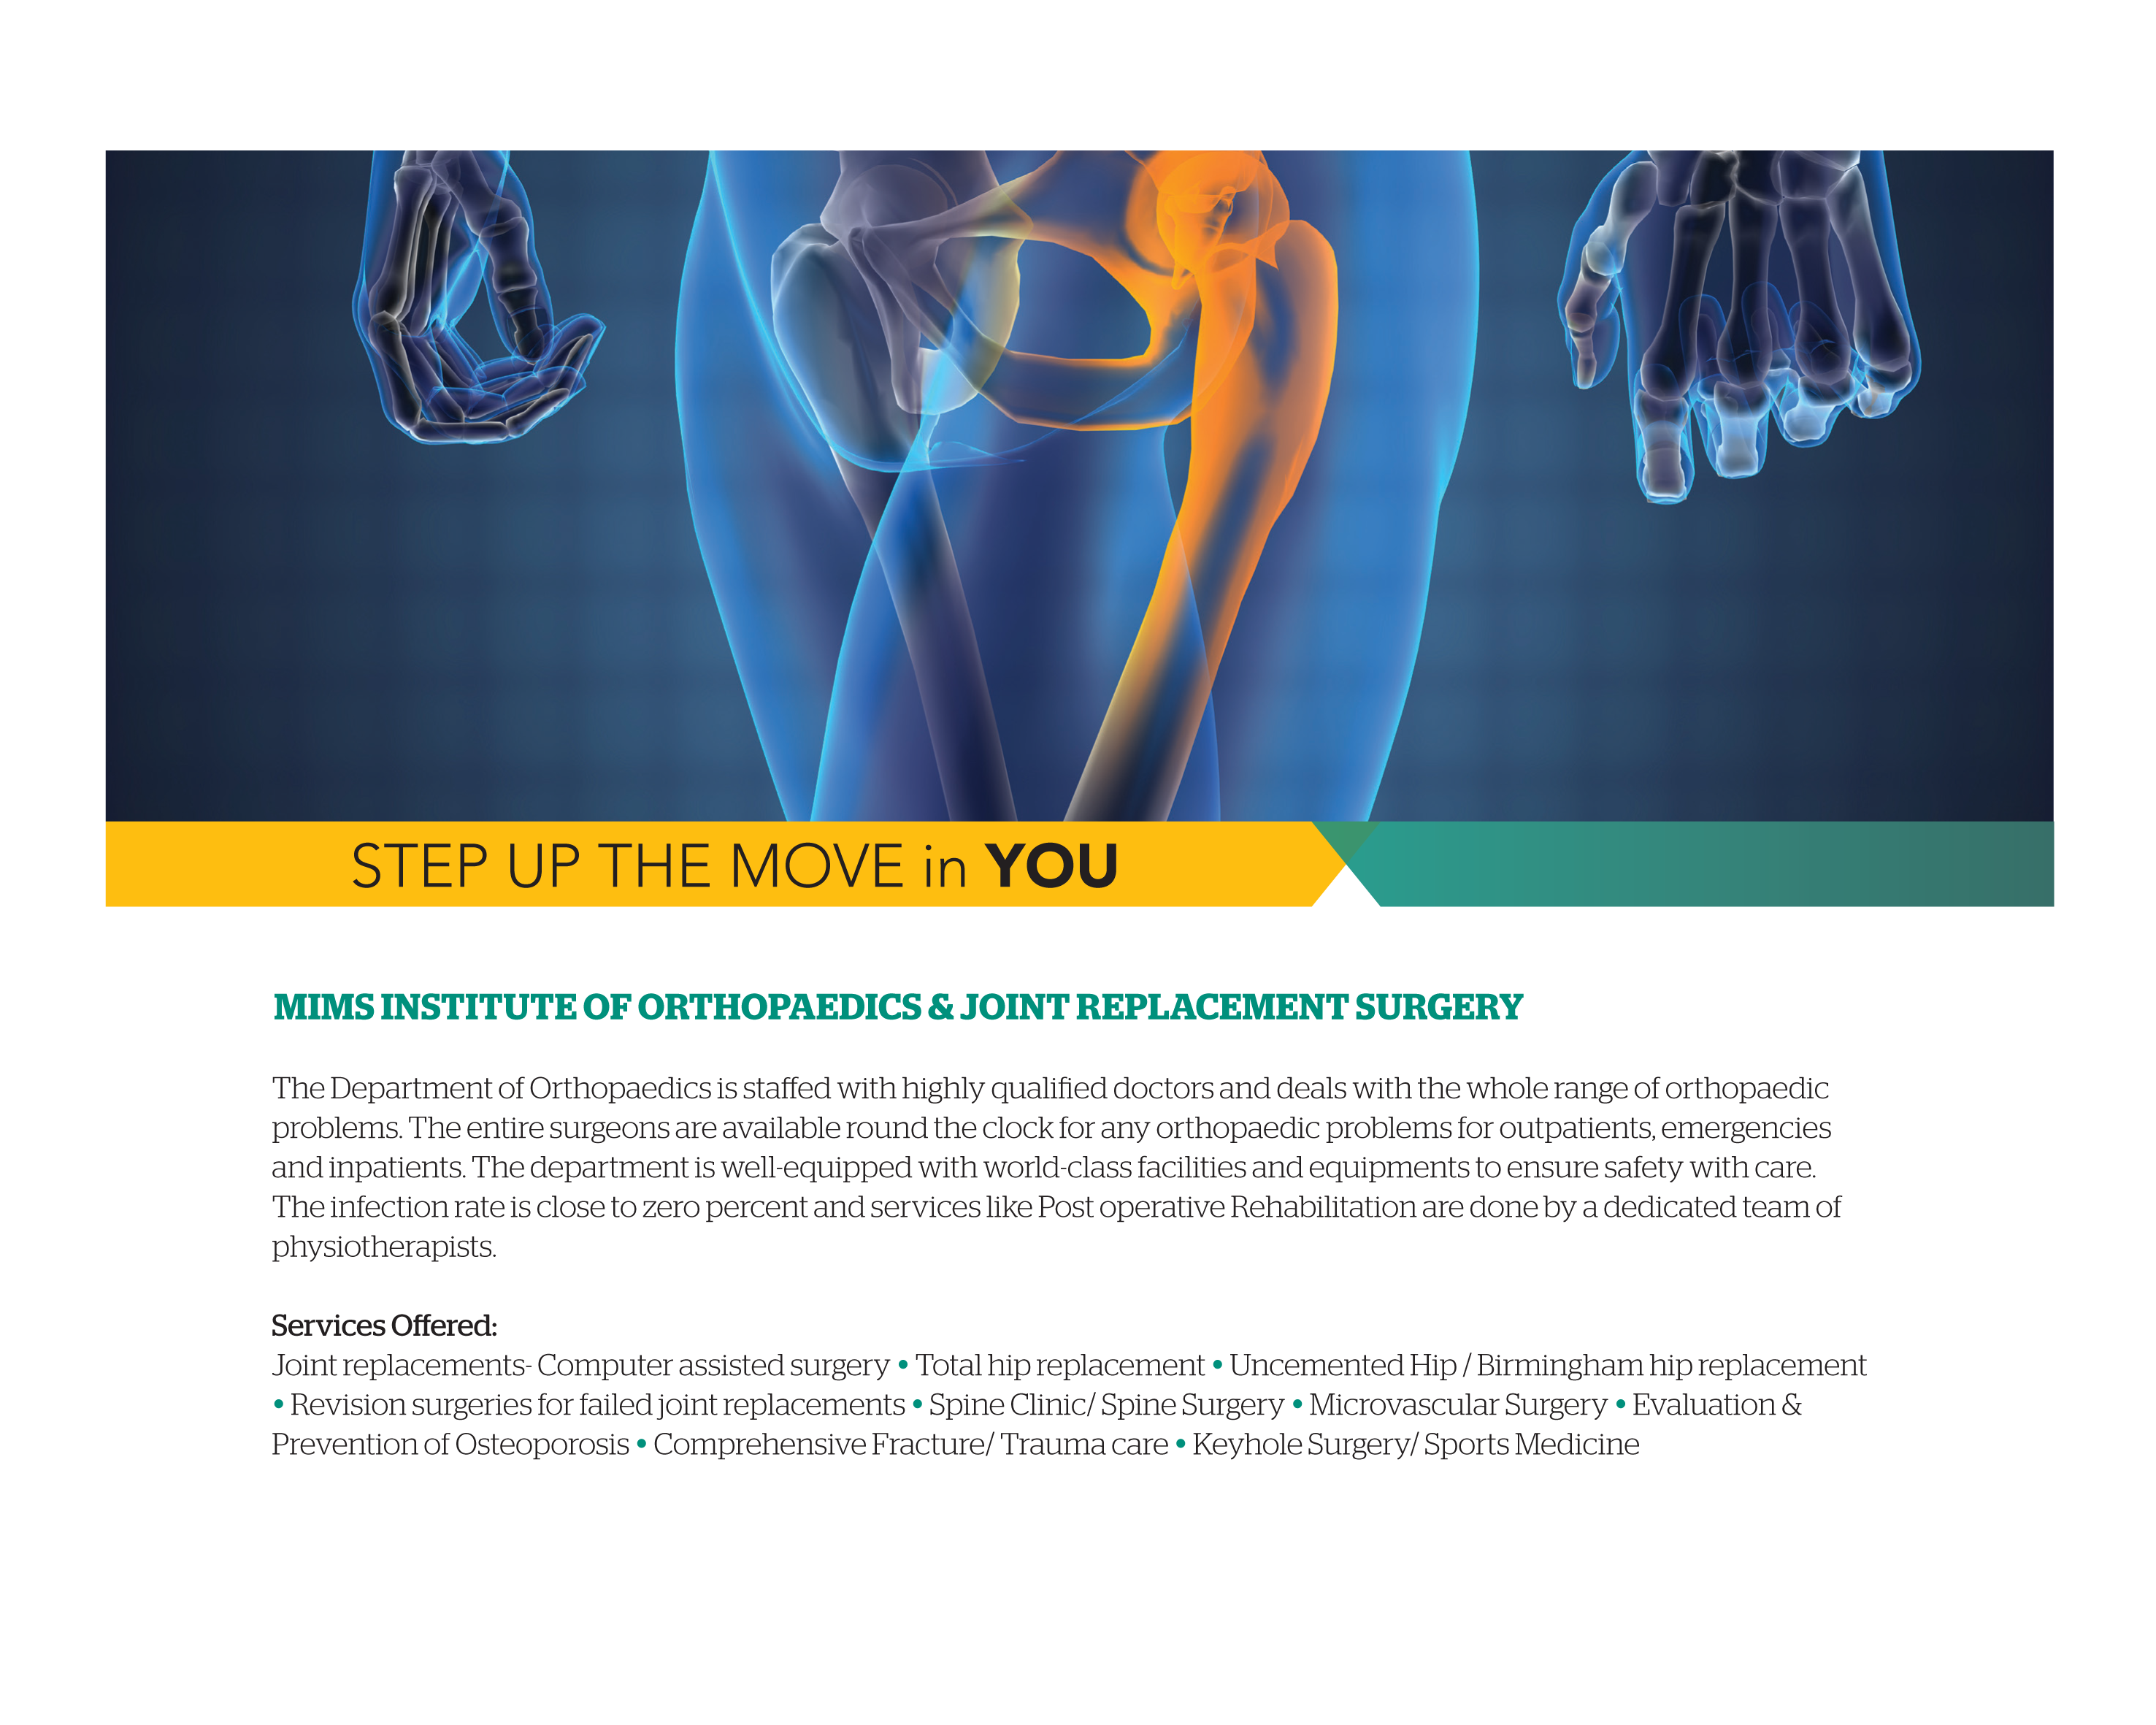 STEP UP THE MOVE in YOU
MIMS INSTITUTE OF ORTHOPAEDICS & JOINT REPLACEMENT SURGERY
The Department of Orthopaedics is staffed with highly qualified doctors and deals with the whole range of orthopaedic
problems. The entire surgeons are available round the clock for any orthopaedic problems for outpatients, emergencies
and inpatients. The department is well-equipped with world-class facilities and equipments to ensure safety with care.
The infection rate is close to zero percent and services like Post operative Rehabilitation are done by a dedicated team of
physiotherapists.
Services Offered:
Joint replacements- Computer assisted surgery • Total hip replacement • Uncemented Hip / Birmingham hip replacement
• Revision surgeries for failed joint replacements • Spine Clinic/ Spine Surgery • Microvascular Surgery • Evaluation &
Prevention of Osteoporosis • Comprehensive Fracture/ Trauma care • Keyhole Surgery/ Sports Medicine